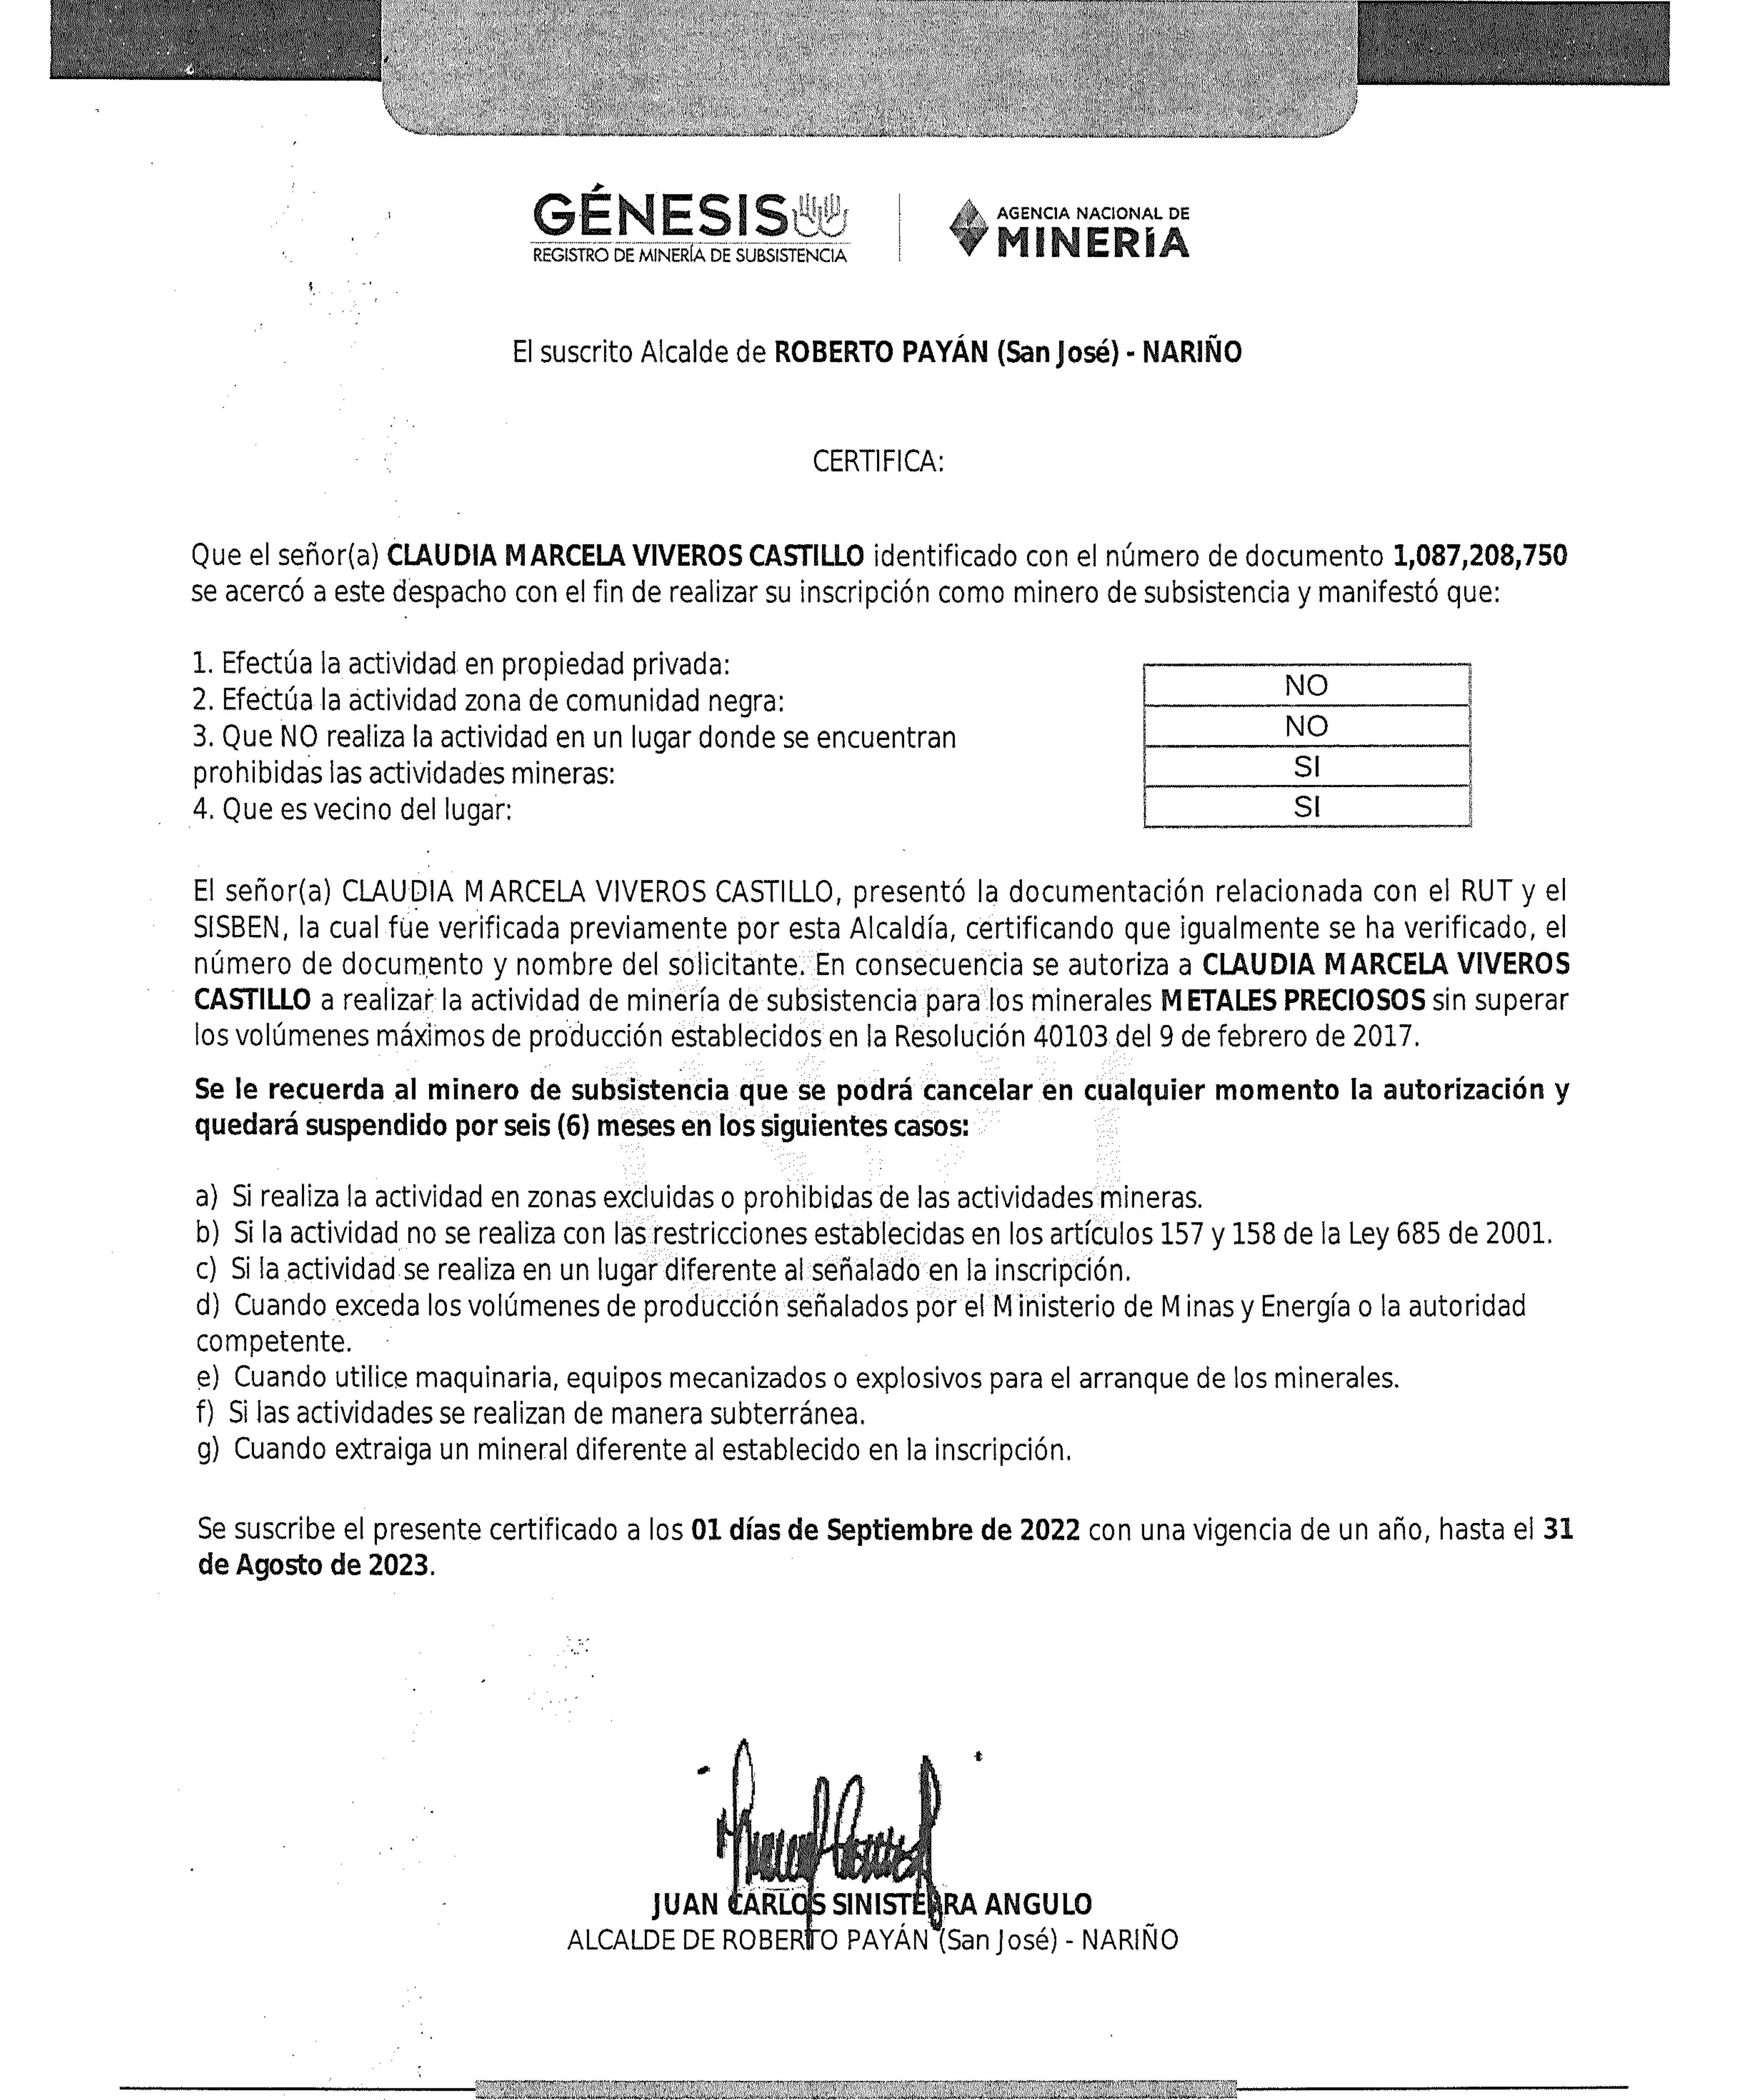 GÉNESIS
REGISTRO DE MINERÍA DE SUBSISTENCIA
AGENCIA NACIONAL DE
MINERÍA
El suscrito Alcalde de ROBERTO PAYÁN (San José) - NARIÑO
CERTIFICA:
Que el señor(a) CLAUDIA MARCELA VIVEROS CASTILLO identificado con el número de documento 1,087,208,750
se acercó a este despacho con el fin de realizar su inscripción como minero de subsistencia y manifestó que:
1. Efectúa la actividad en propiedad privada:
NO
2. Efectúa la actividad zona de comunidad negra:
NO
3. Que NO realiza la actividad en un lugar donde se encuentran
prohibidas las actividades mineras:
SI
4. Que es vecino del lugar:
SI
El señor(a) CLAUDIA MARCELA VIVEROS CASTILLO, presentó la documentación relacionada con el RUT y el
SISBEN, la cual fue verificada previamente por esta Alcaldía, certificando que igualmente se ha verificado, el
número de documento y nombre del solicitante. En consecuencia se autoriza a CLAUDIA MARCELA VIVEROS
CASTILLO a realizar la actividad de minería de subsistencia para los minerales METALES PRECIOSOS sin superar
los volúmenes máximos de producción establecidos en la Resolución 40103 del 9 de febrero de 2017.
Se le recuerda al minero de subsistencia que se podrá cancelar en cualquier momento la autorización y
quedará suspendido por seis (6) meses en los siguientes casos:
a) Si realiza la actividad en zonas excluidas o prohibidas de las actividades mineras.
b) Si la actividad no se realiza con las restricciones establecidas en los artículos 157 y 158 de la Ley 685 de 2001.
c) Si la actividad se realiza en un lugar diferente al señalado en la inscripción.
d) Cuando exceda los volúmenes de producción señalados por el Ministerio de Minas y Energía o la autoridad
competente.
e) Cuando utilice maquinaria, equipos mecanizados o explosivos para el arranque de los minerales.
f) Si las actividades se realizan de manera subterránea.
g) Cuando extraiga un mineral diferente al establecido en la inscripción.
Se suscribe el presente certificado a los 01 días de Septiembre de 2022 con una vigencia de un año, hasta el 31
de Agosto de 2023.
JUAN CARLOS SINISTERRA ANGULO
ALCALDE DE ROBERTO PAYÁN (San José) - NARIÑO